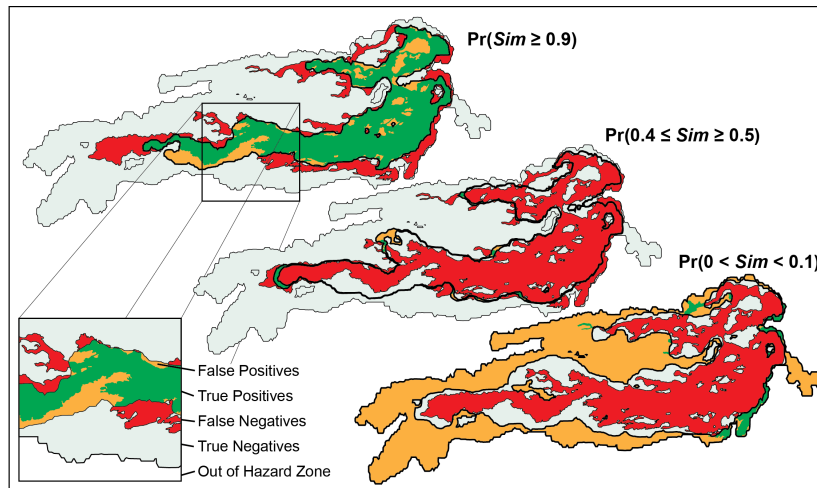 Pr(Sim ≥ 0.9)
Pr(0.4 ≤ Sim ≥ 0.5)
Pr(0 < Sim < 0.1)
False Positives
True Positives
False Negatives
True Negatives
Out of Hazard Zone